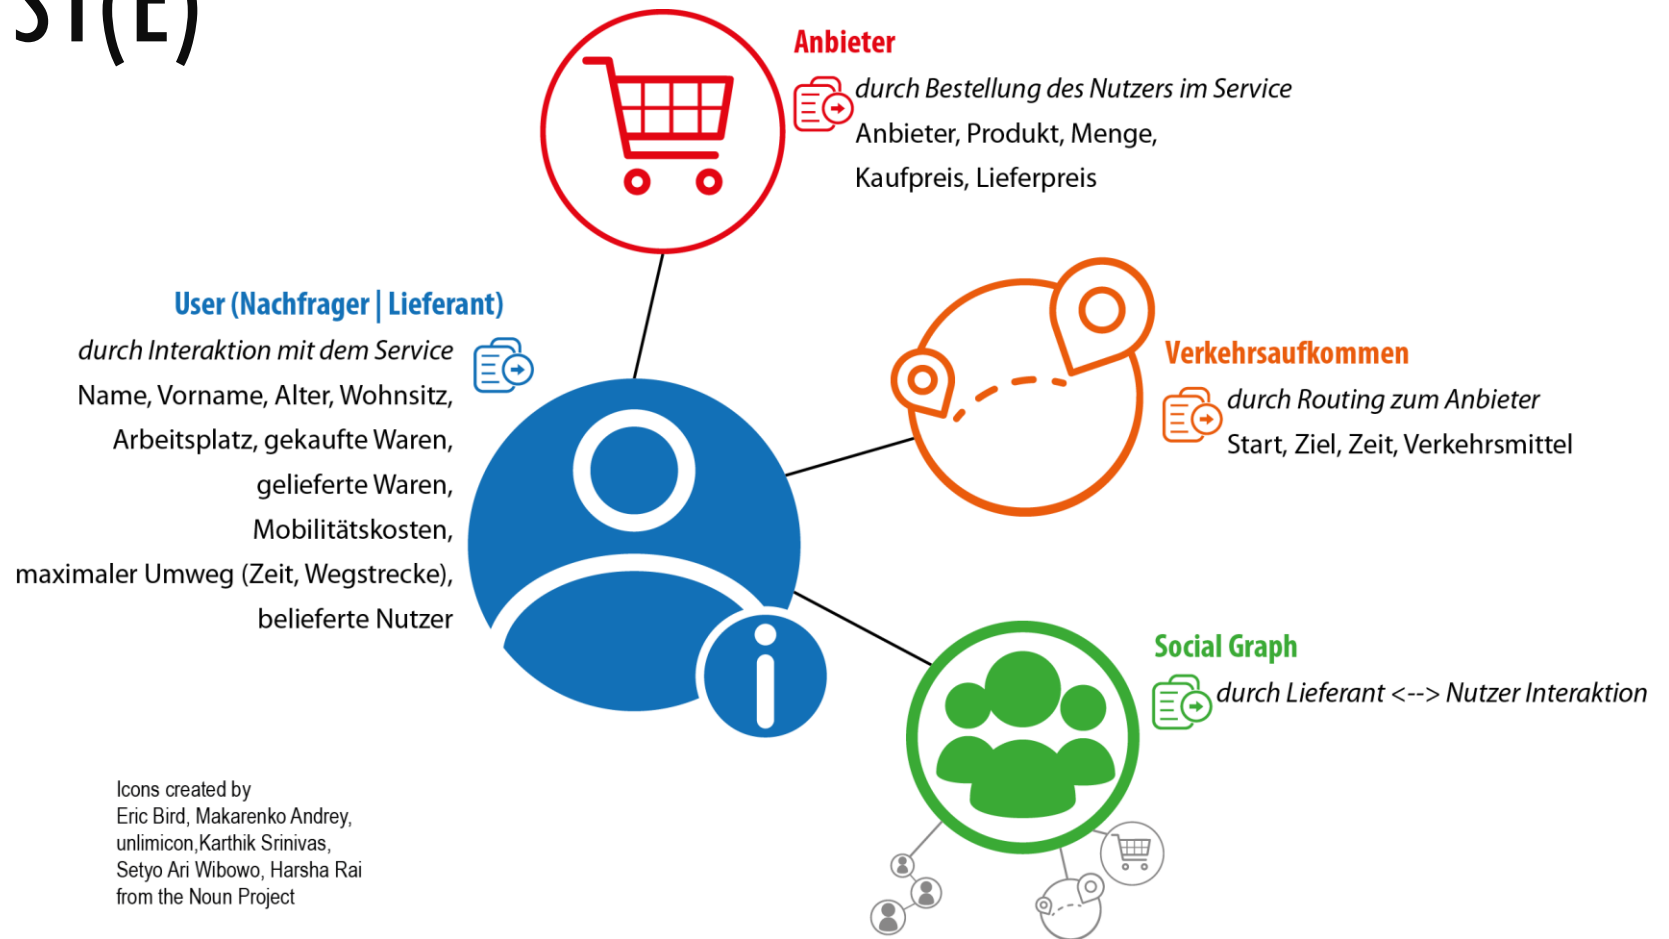 ST(E)
Anbieter
durch Bestellung des Nutzers im Service
Anbieter, Produkt, Menge,
Kaufpreis, Lieferpreis
User (Nachfrager | Lieferant)
durch Interaktion mit dem Service
Name, Vorname, Alter, Wohnsitz,
Arbeitsplatz, gekaufte Waren,
gelieferte Waren,
Mobilitätskosten,
maximaler Umweg (Zeit, Wegstrecke),
belieferte Nutzer
Verkehrsaufkommen
durch Routing zum Anbieter
Start, Ziel, Zeit, Verkehrsmittel
Social Graph
durch Lieferant <--> Nutzer Interaktion
Icons created by
Eric Bird, Makarenko Andrey,
unlimicon,Karthik Srinivas,
Setyo Ari Wibowo, Harsha Rai
from the Noun Project